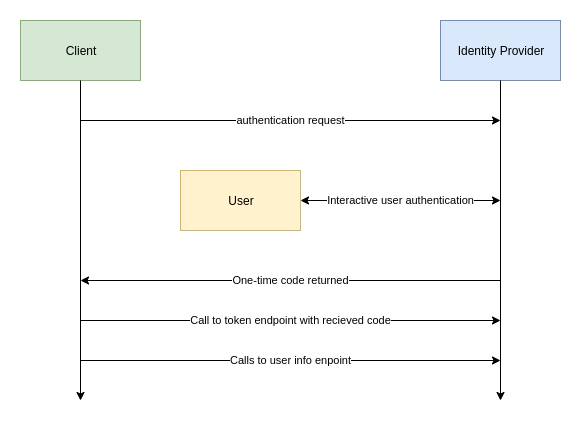 Client
Identity Provider
authentication request
User
Interactive user authentication
One-time code returned
Call to token endpoint with recieved code
Calls to user info enpoint